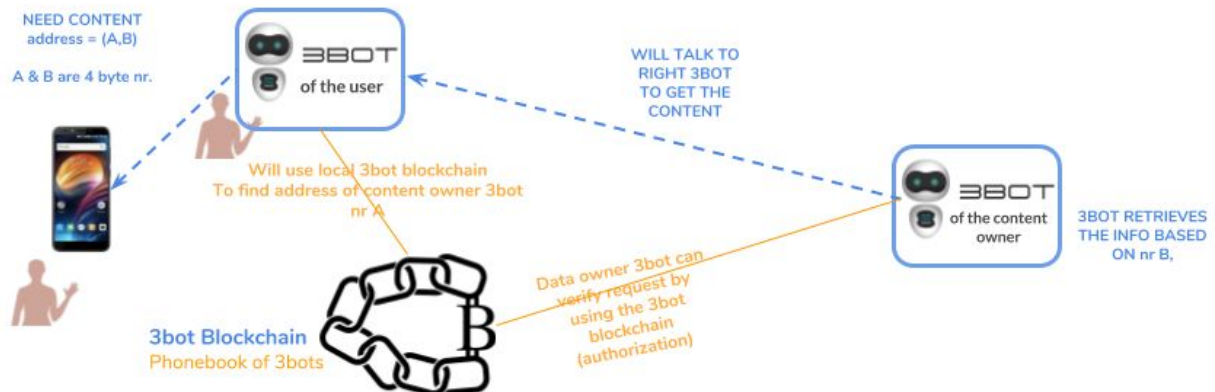 NEED CONTENT
address = (A,B)
A & B are 4 byte nr.
3BOT
of the user
WILL TALK TO
RIGHT 3BOT
TO GET THE
CONTENT
Will use local 3bot blockchain
To find address of content owner 3bot
nr A
3BOT
of the content
owner
3BOT RETRIEVES
THE INFO BASED
ON nr B,
Data owner 3bot can
verify request by
using the 3bot
blockchain
(authorization)
B
3bot Blockchain
Phonebook of 3bots